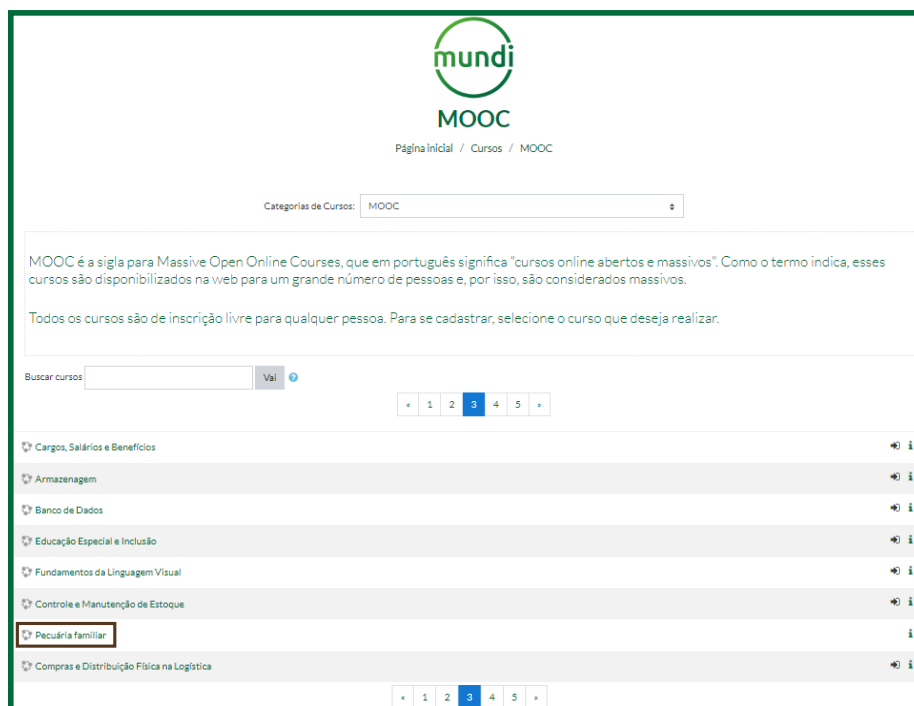 mundi
MOOC
Página inicial / Cursos / MOOC
Categorias de Cursos: MOOC
MOOC é a sigla para Massive Open Online Courses, que em português significa "cursos online abertos e massivos". Como o termo indica, esses
cursos são disponibilizados na web para um grande número de pessoas e, por isso, são considerados massivos.
Todos os cursos são de inscrição livre para qualquer pessoa. Para se cadastrar, selecione o curso que deseja realizar.
Buscar cursos Vai
« 1 2 3 4 5 »
Cargos, Salários e Benefícios
Armazenagem
Banco de Dados
Educação Especial e Inclusão
Fundamentos da Linguagem Visual
Controle e Manutenção de Estoque
Pecuária familiar
Compras e Distribuição Física na Logística
« 1 2 3 4 5 »